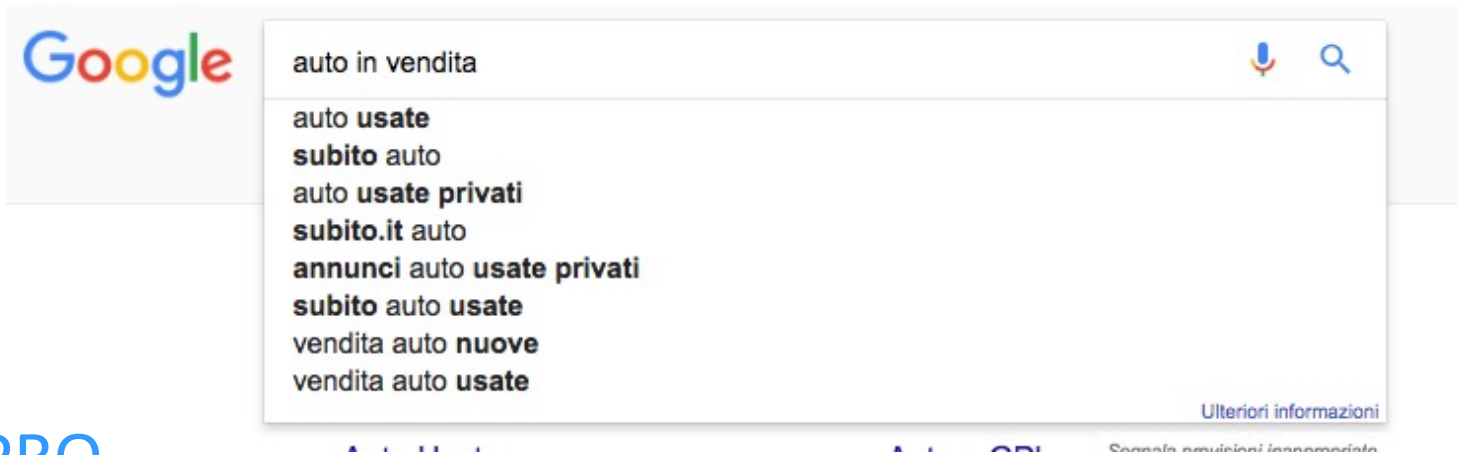 Google
auto in vendita
auto usate
subito auto
auto usate privati
subito.it auto
annunci auto usate privati
subito auto usate
vendita auto nuove
vendita auto usate
Ulteriori informazioni